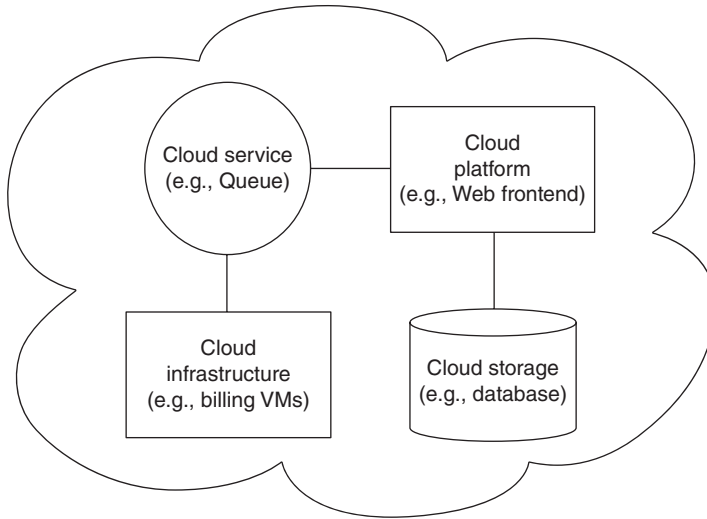 Cloud service
(e.g., Queue)
Cloud
platform
(e.g., Web frontend)
Cloud
infrastructure
(e.g., billing VMs)
Cloud storage
(e.g., database)